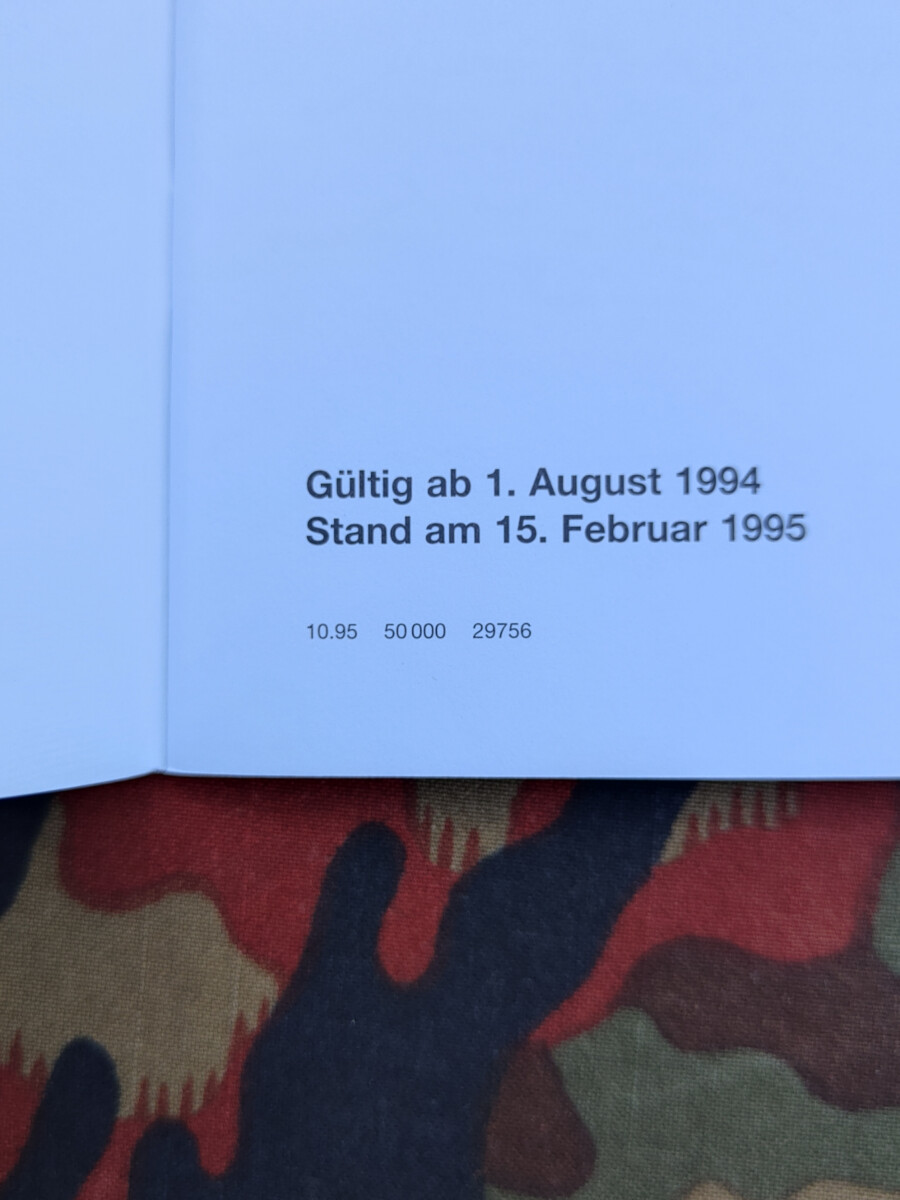 Gültig ab 1. August 1994
Stand am 15. Februar 1995
10.95 50 000 29756